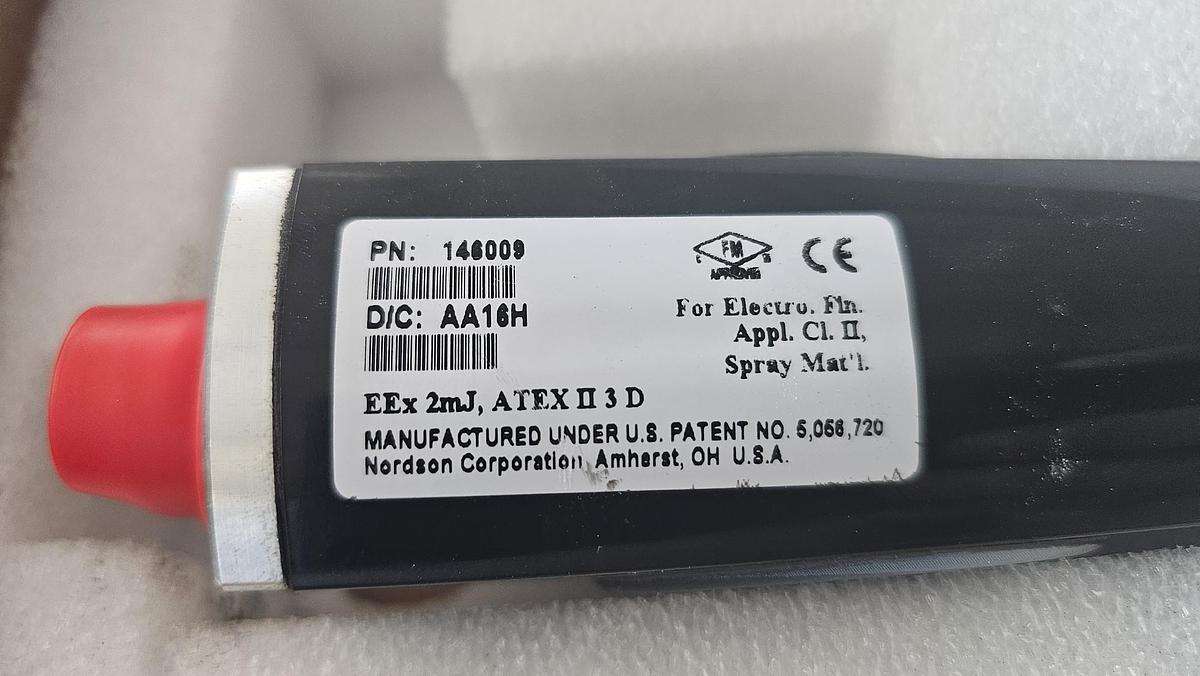 PN: 146009
D/C: AA16H
FM
APPROVED
CE
For Electro. Fin.
Appl. Cl. II,
Spray Mat'l.
EEx 2mJ, ATEX II 3 D
MANUFACTURED UNDER U.S. PATENT NO. 5,056,720
Nordson Corporation, Amherst, OH U.S.A.